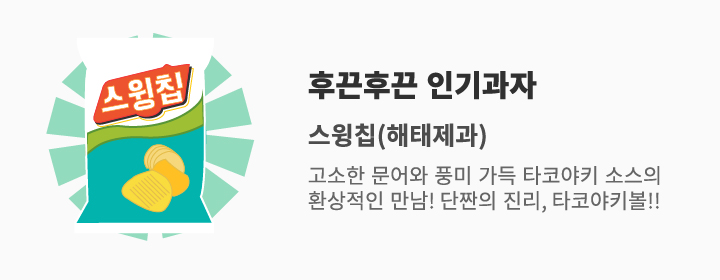 스윙칩
후끈후끈 인기과자
스윙칩(해태제과)
고소한 문어와 풍미 가득 타코야키 소스의
환상적인 만남! 단짠의 진리, 타코야키볼!!